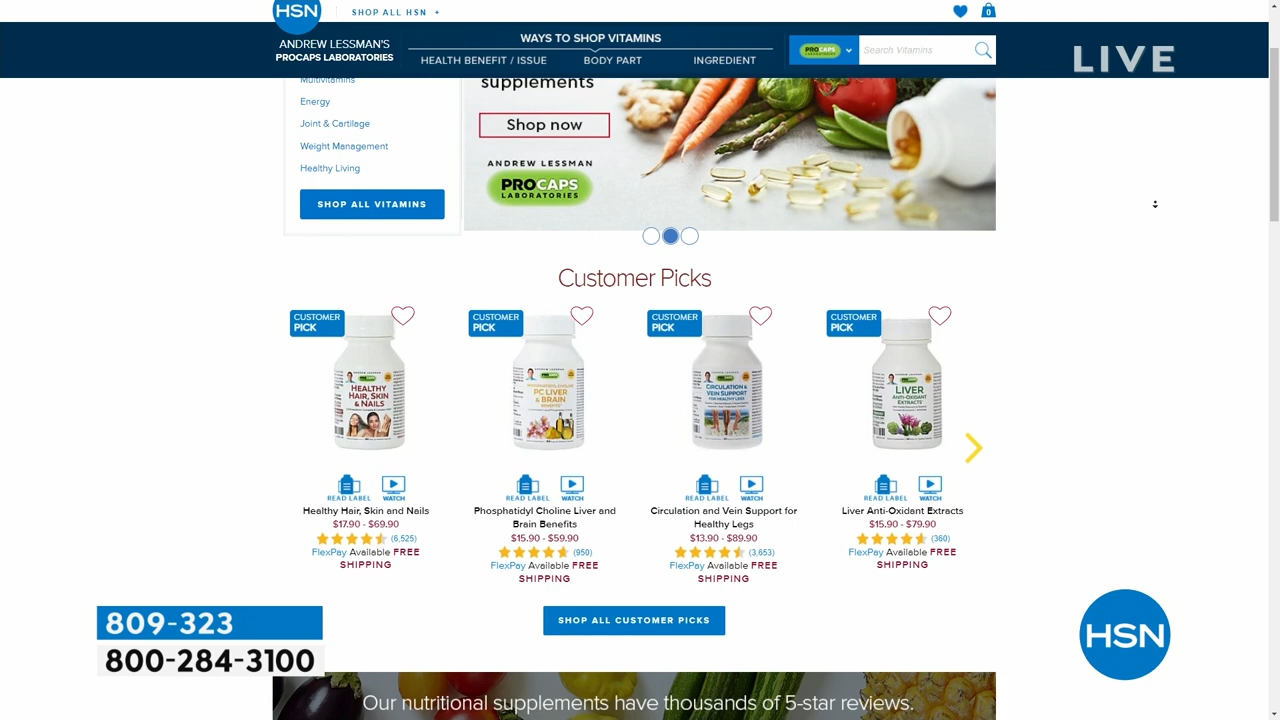 HSN
SHOP ALL HSN +
0
ANDREW LESSMAN'S
PROCAPS LABORATORIES
WAYS TO SHOP VITAMINS
HEALTH BENEFIT / ISSUE
BODY PART
INGREDIENT
PROCAPS
Search Vitamins
LIVE
Multivitamins
Energy
Joint & Cartilage
Weight Management
Healthy Living
SHOP ALL VITAMINS
supplements
Shop now
ANDREW LESSMAN
PROCAPS
LABORATORIES
Customer Picks
CUSTOMER
PICK
HEALTHY
HAIR, SKIN
& NAILS
READ LABEL
WATCH
Healthy Hair, Skin and Nails
$17.90 - $69.90
(6,525)
FlexPay Available FREE
SHIPPING
CUSTOMER
PICK
PC LIVER
& BRAIN
READ LABEL
WATCH
Phosphatidyl Choline Liver and
Brain Benefits
$15.90 - $59.90
(950)
FlexPay Available FREE
SHIPPING
CUSTOMER
PICK
CIRCULATION &
VEIN SUPPORT
FOR HEALTHY LEGS
READ LABEL
WATCH
Circulation and Vein Support for
Healthy Legs
$13.90 - $89.90
(3,653)
FlexPay Available FREE
SHIPPING
CUSTOMER
PICK
LIVER
ANTI-OXIDANT
EXTRACTS
READ LABEL
WATCH
Liver Anti-Oxidant Extracts
$15.90 - $79.90
(360)
FlexPay Available FREE
SHIPPING
SHOP ALL CUSTOMER PICKS
809-323
800-284-3100
HSN
Our nutritional supplements have thousands of 5-star reviews.